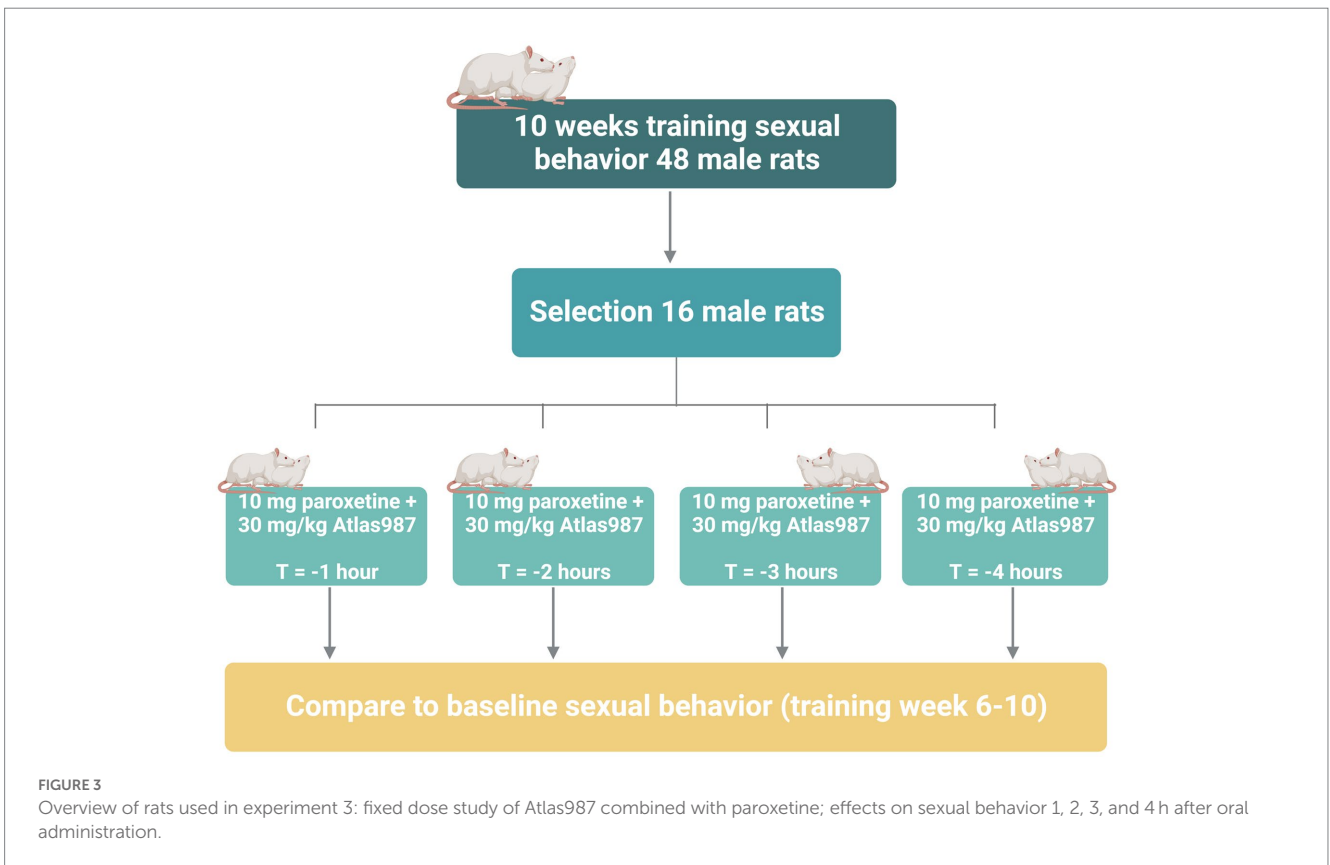 10 weeks training sexual
behavior 48 male rats
Selection 16 male rats
10 mg paroxetine +
30 mg/kg Atlas987
T = -1 hour
10 mg paroxetine +
30 mg/kg Atlas987
T = -2 hours
10 mg paroxetine +
30 mg/kg Atlas987
T = -3 hours
10 mg paroxetine +
30 mg/kg Atlas987
T = -4 hours
Compare to baseline sexual behavior (training week 6-10)
FIGURE 3
Overview of rats used in experiment 3: fixed dose study of Atlas987 combined with paroxetine; effects on sexual behavior 1, 2, 3, and 4 h after oral
administration.